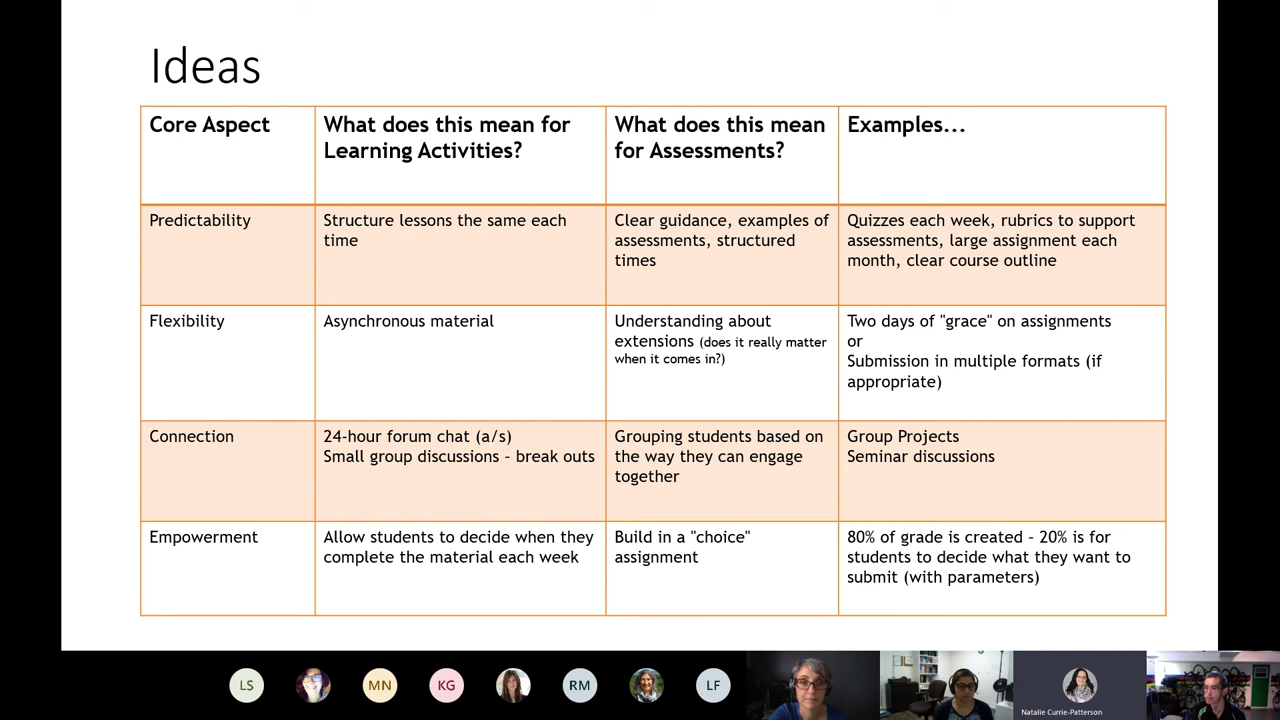 Ideas
Core Aspect
What does this mean for
Learning Activities?
What does this mean
for Assessments?
Examples...
Predictability
Structure lessons the same each
time
Clear guidance, examples of
assessments, structured
times
Quizzes each week, rubrics to support
assessments, large assignment each
month, clear course outline
Flexibility
Asynchronous material
Understanding about
extensions (does it really matter
when it comes in?)
Two days of "grace" on assignments
or
Submission in multiple formats (if
appropriate)
Connection
24-hour forum chat (a/s)
Small group discussions – break outs
Grouping students based on
the way they can engage
together
Group Projects
Seminar discussions
Empowerment
Allow students to decide when they
complete the material each week
Build in a "choice"
assignment
80% of grade is created – 20% is for
students to decide what they want to
submit (with parameters)
LS
MN
KG
RM
LF
Natalie Currie-Patterson